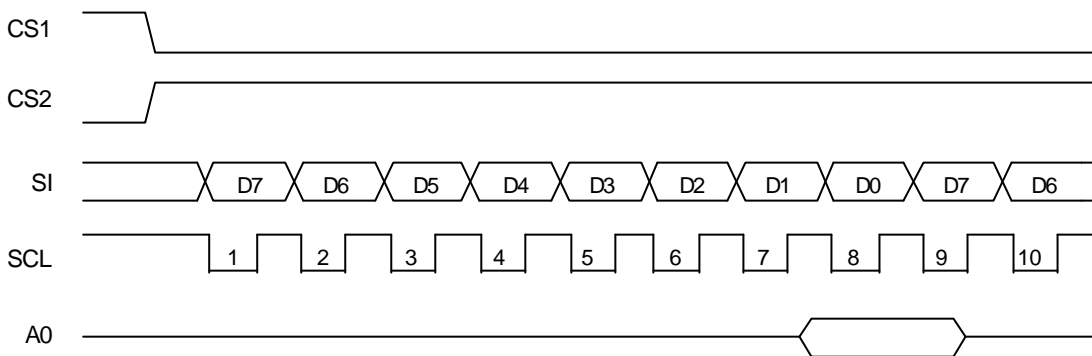 CS1
CS2
SI D7 D6 D5 D4 D3 D2 D1 D0 D7 D6
SCL 1 2 3 4 5 6 7 8 9 10
A0